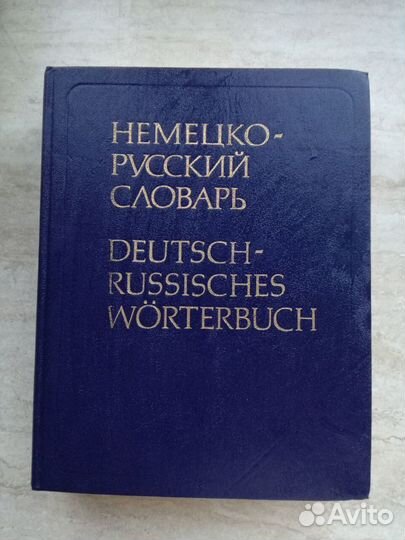 НЕМЕЦКО-
РУССКИЙ
СЛОВАРЬ
DEUTSCH-
RUSSISCHES
WÖRTERBUCH
Avito